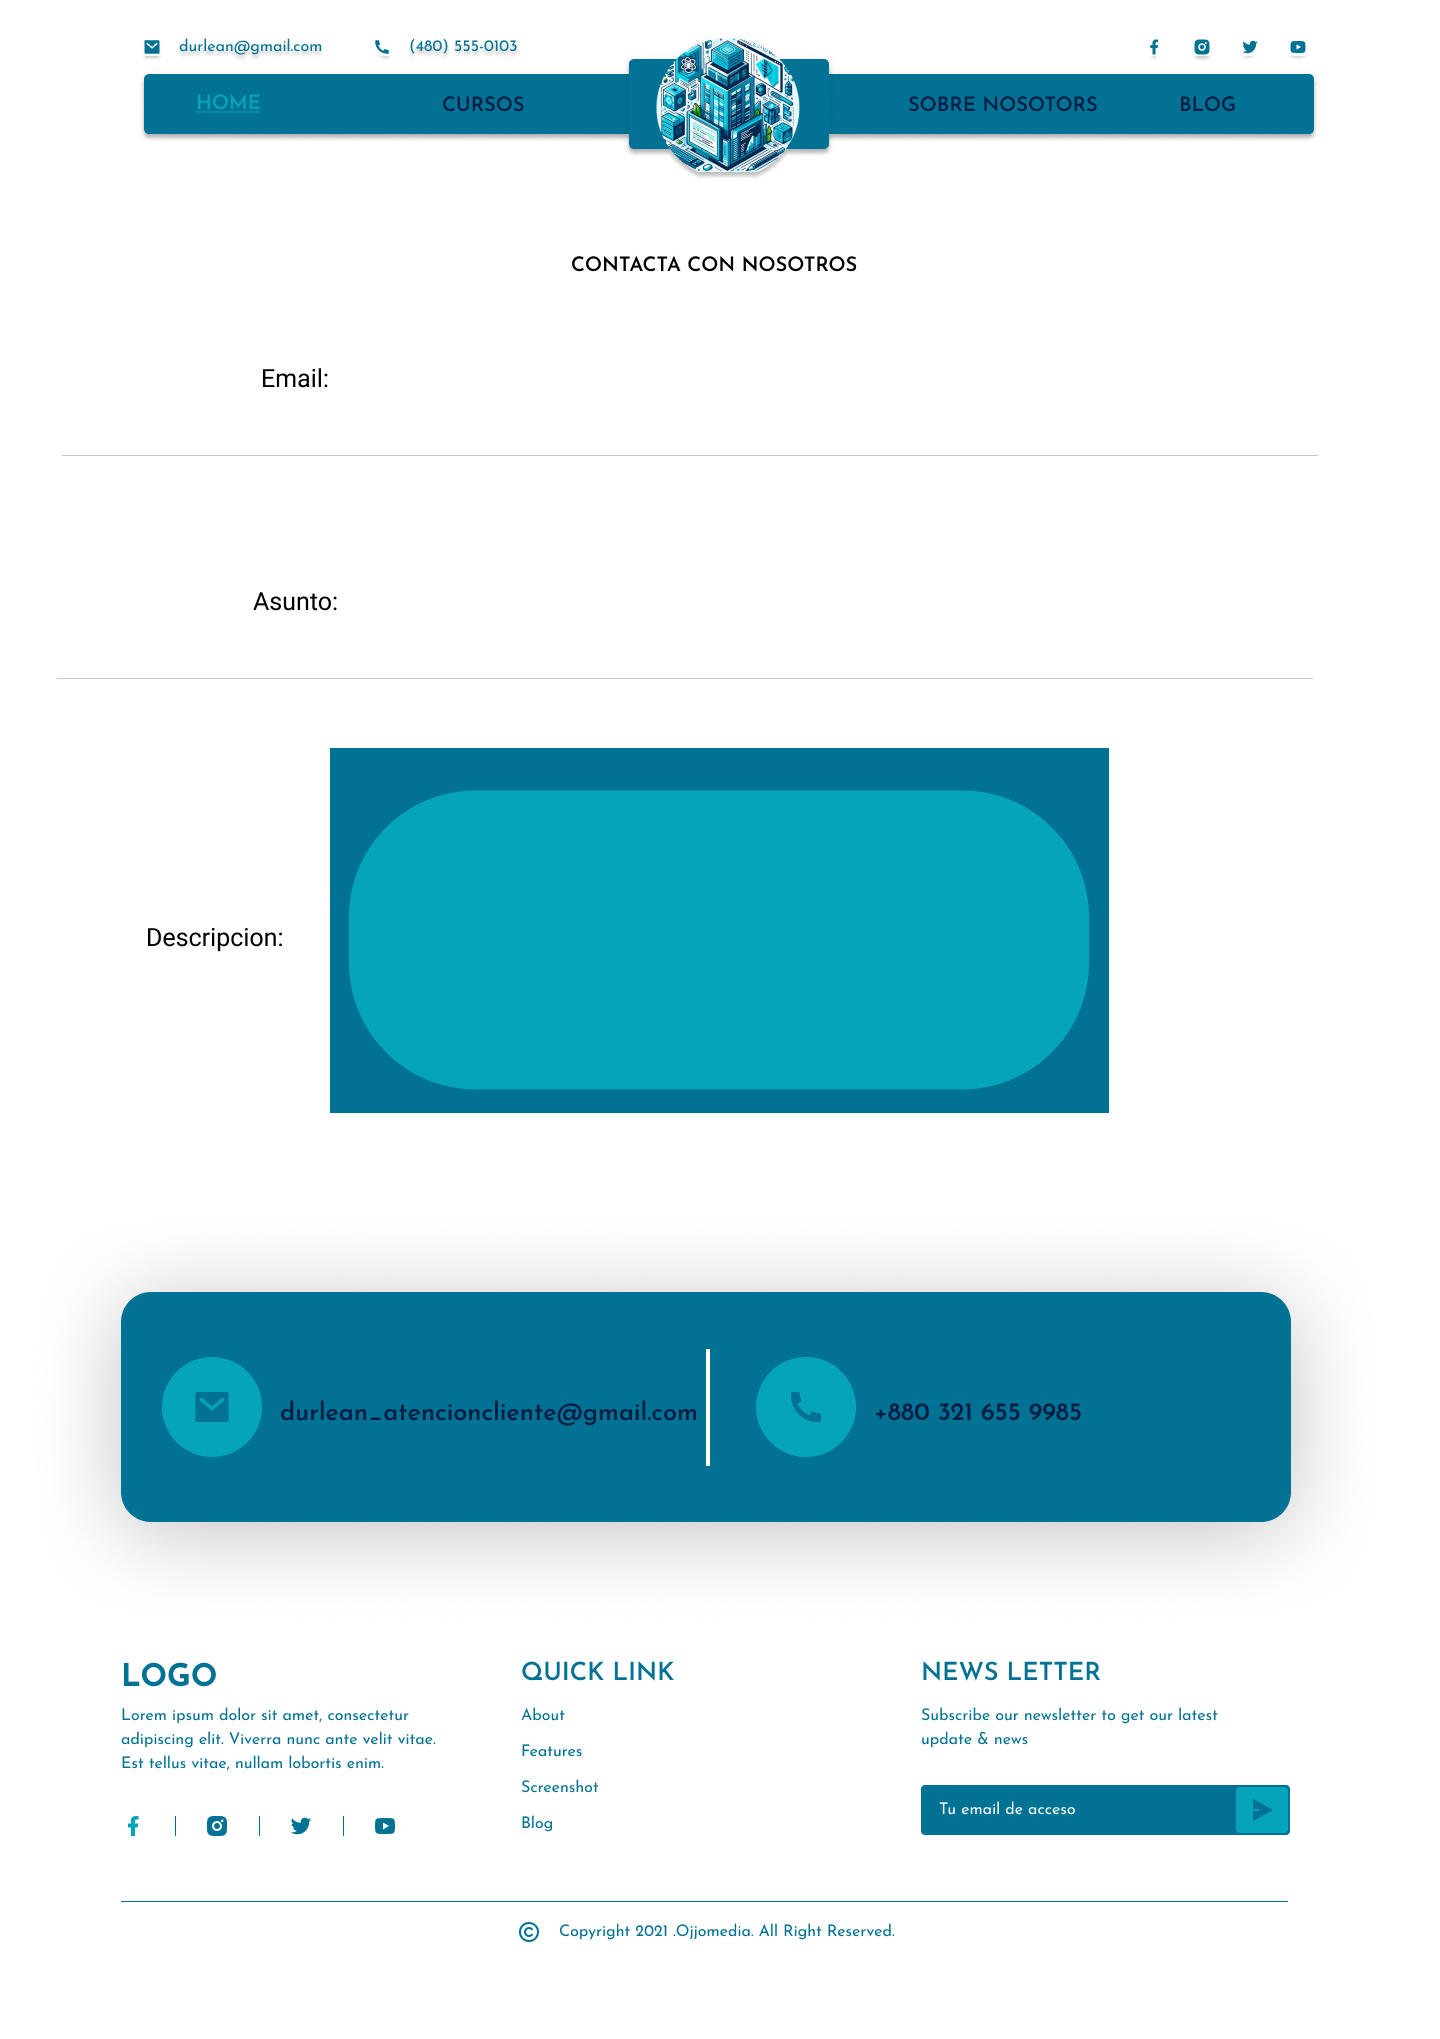 durlean@gmail.com
(480) 555-0103
HOME
CURSOS
SOBRE NOSOTORS
BLOG
CONTACTA CON NOSOTROS
Email:
Asunto:
Descripcion:
durlean_atencioncliente@gmail.com
+880 321 655 9985
LOGO
Lorem ipsum dolor sit amet, consectetur
adipiscing elit. Viverra nunc ante velit vitae.
Est tellus vitae, nullam lobortis enim.
QUICK LINK
About
Features
Screenshot
Blog
NEWS LETTER
Subscribe our newsletter to get our latest
update & news
Tu email de acceso
© Copyright 2021 .Ojjomedia. All Right Reserved.